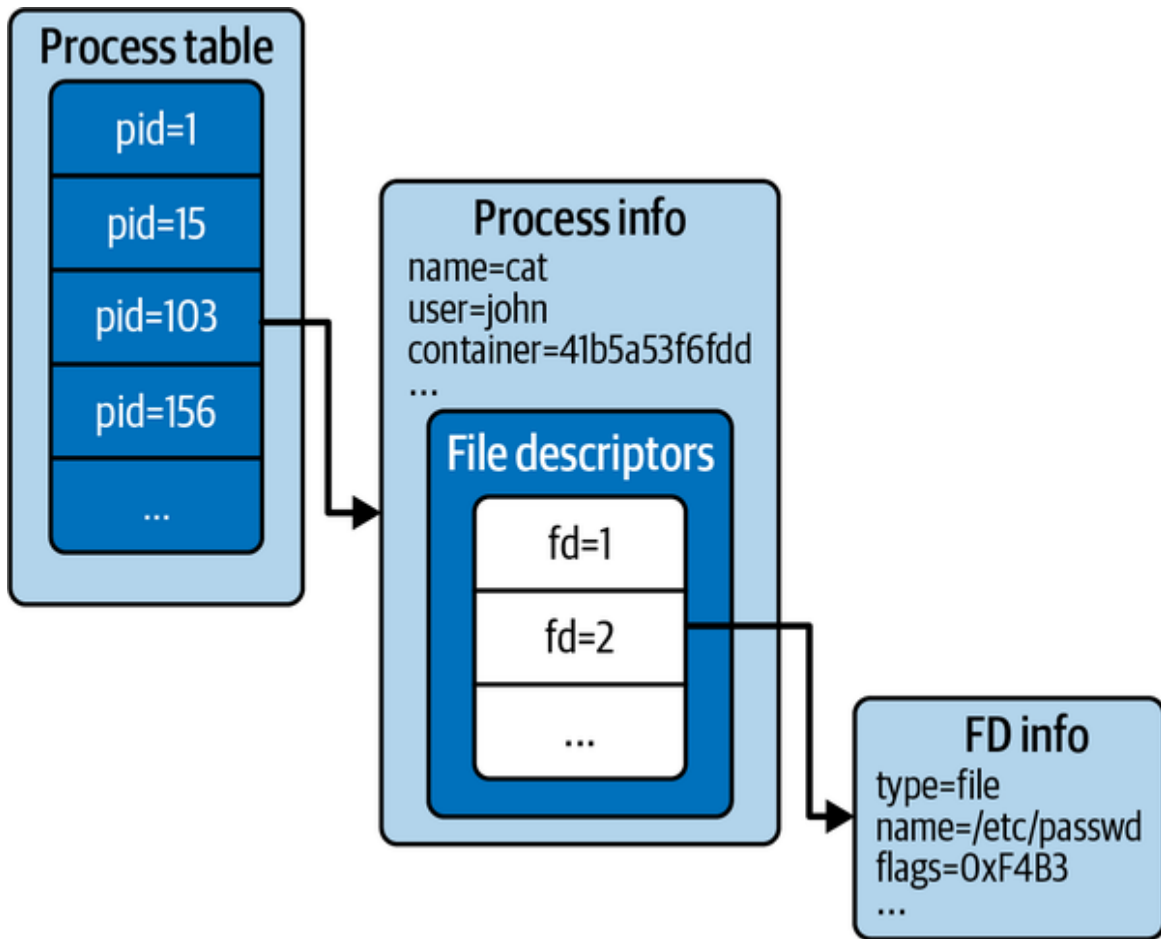 Process table
pid=1
pid=15
pid=103
pid=156
...
Process info
name=cat
user=john
container=41b5a53f6fdd
...
File descriptors
fd=1
fd=2
...
FD info
type=file
name=/etc/passwd
flags=0xF4B3
...